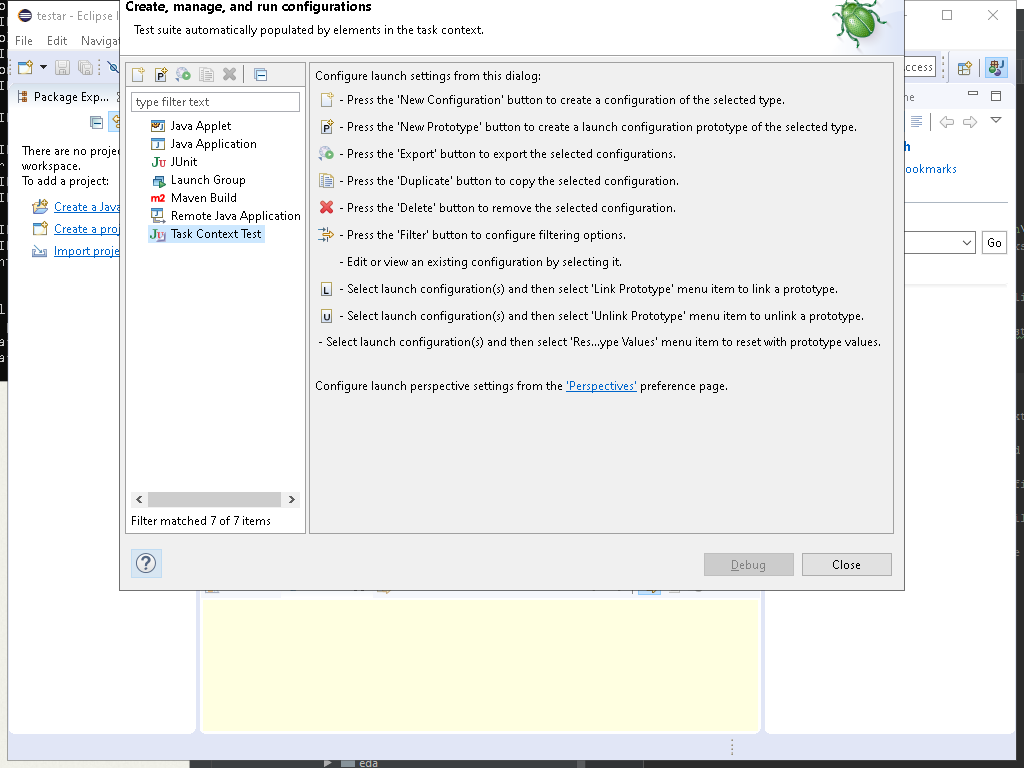 Create, manage, and run configurations
Test suite automatically populated by elements in the task context.
testar - Eclipse
File Edit
type filter text
Java Applet
Java Application
JUnit
Launch Group
Maven Build
Remote Java Application
Task Context Test
Filter matched 7 of 7 items
Configure launch settings from this dialog:
- Press the 'New Configuration' button to create a configuration of the selected type.
- Press the 'New Prototype' button to create a launch configuration prototype of the selected type.
- Press the 'Export' button to export the selected configurations.
- Press the 'Duplicate' button to copy the selected configuration.
- Press the 'Delete' button to remove the selected configuration.
- Press the 'Filter' button to configure filtering options.
- Edit or view an existing configuration by selecting it.
- Select launch configuration(s) and then select 'Link Prototype' menu item to link a prototype.
- Select launch configuration(s) and then select 'Unlink Prototype' menu item to unlink a prototype.
- Select launch configuration(s) and then select 'Res...ype Values' menu item to reset with prototype values.
Configure launch perspective settings from the 'Perspectives' preference page.
Debug
Close
Package Exp...
There are no proje
workspace.
To add a project:
Create a Java
Create a proj
Import proje
ookmarks
Go
eda